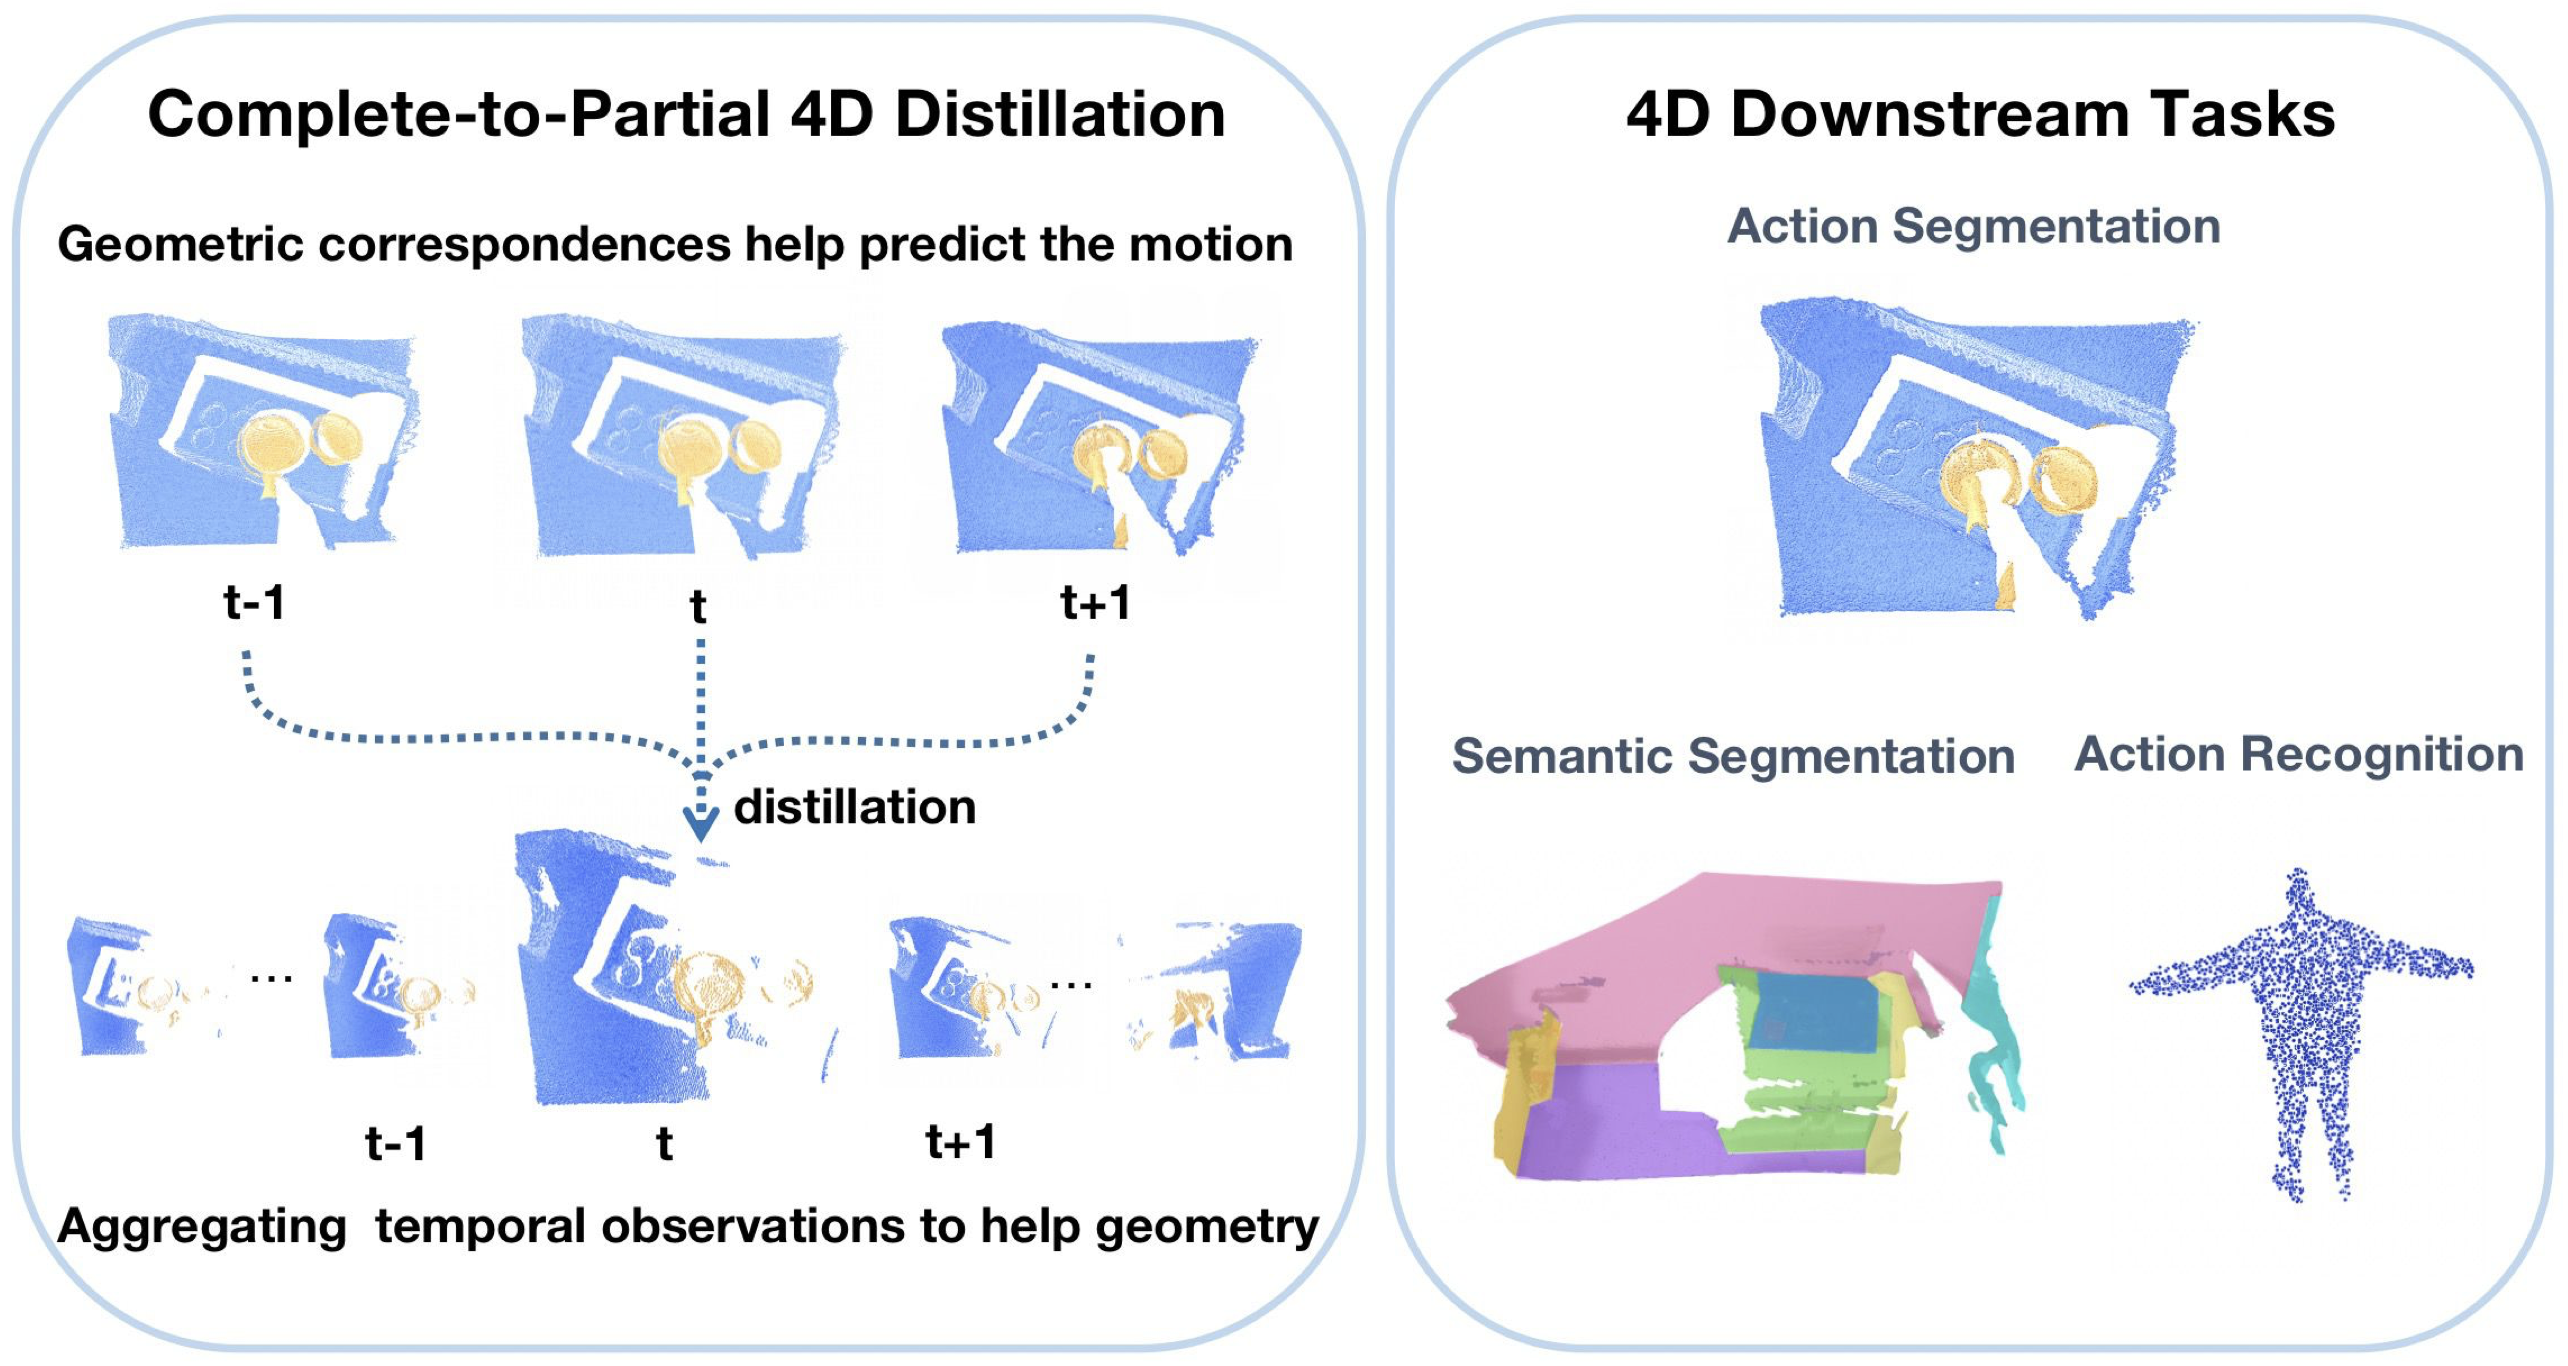 Complete-to-Partial 4D Distillation
Geometric correspondences help predict the motion
t-1
t
t+1
distillation
...
...
t-1
t
t+1
Aggregating temporal observations to help geometry
4D Downstream Tasks
Action Segmentation
Semantic Segmentation
Action Recognition